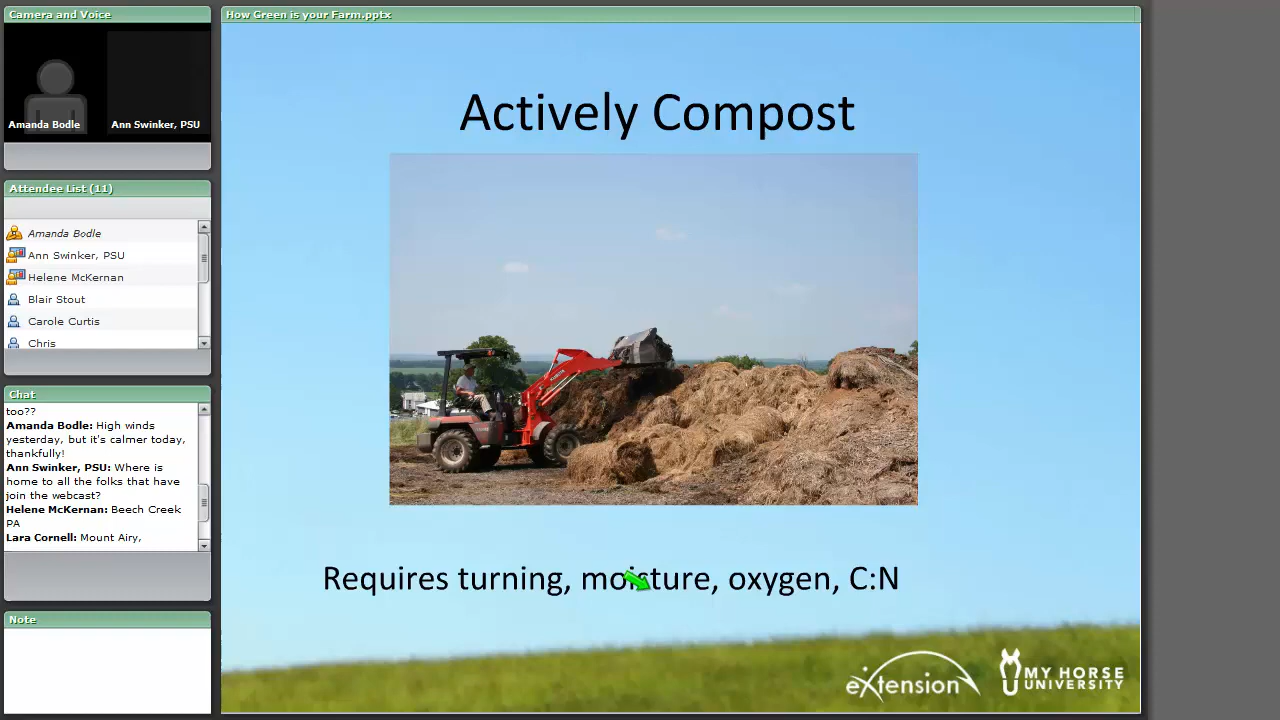 Camera and Voice
Amanda Bodle
Ann Swinker, PSU
Attendee List (11)
Amanda Bodle
Ann Swinker, PSU
Helene McKernan
Blair Stout
Carole Curtis
Chris
Chat
too??
Amanda Bodle: High winds
yesterday, but it's calmer today,
thankfully!
Ann Swinker, PSU: Where is
home to all the folks that have
join the webcast?
Helene McKernan: Beech Creek
PA
Lara Cornell: Mount Airy,
Note
How Green is your Farm.pptx
Actively Compost
Requires turning, moisture, oxygen, C:N
eXtension
MY HORSE
UNIVERSITY